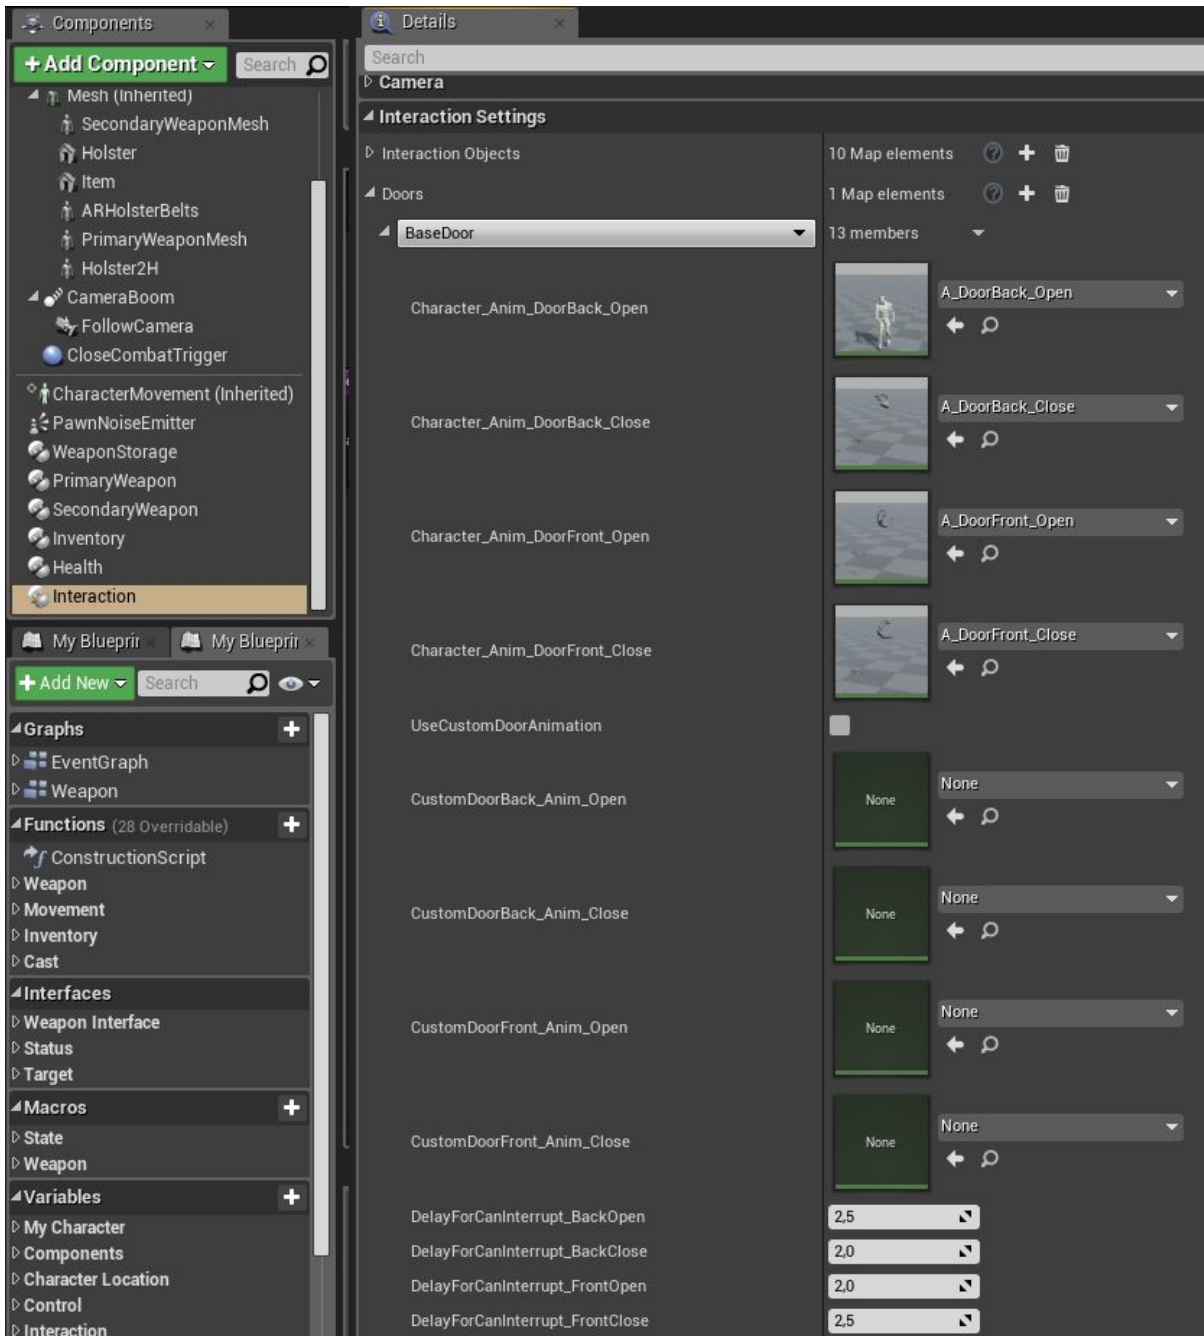 Components
+ Add Component
Search
Mesh (Inherited)
SecondaryWeaponMesh
Holster
Item
ARHolsterBelts
PrimaryWeaponMesh
Holster2H
CameraBoom
FollowCamera
CloseCombatTrigger
CharacterMovement (Inherited)
PawnNoiseEmitter
WeaponStorage
PrimaryWeapon
SecondaryWeapon
Inventory
Health
Interaction
My Blueprin
My Blueprin
+ Add New
Search
Graphs
EventGraph
Weapon
Functions (28 Overridable)
ConstructionScript
Weapon
Movement
Inventory
Cast
Interfaces
Weapon Interface
Status
Target
Macros
State
Weapon
Variables
My Character
Components
Character Location
Control
Interaction
Details
Search
Camera
Interaction Settings
Interaction Objects 10 Map elements
Doors 1 Map elements
BaseDoor 13 members
Character_Anim_DoorBack_Open A_DoorBack_Open
Character_Anim_DoorBack_Close A_DoorBack_Close
Character_Anim_DoorFront_Open A_DoorFront_Open
Character_Anim_DoorFront_Close A_DoorFront_Close
UseCustomDoorAnimation
CustomDoorBack_Anim_Open None None
CustomDoorBack_Anim_Close None None
CustomDoorFront_Anim_Open None None
CustomDoorFront_Anim_Close None None
DelayForCanInterrupt_BackOpen 2,5
DelayForCanInterrupt_BackClose 2,0
DelayForCanInterrupt_FrontOpen 2,0
DelayForCanInterrupt_FrontClose 2,5